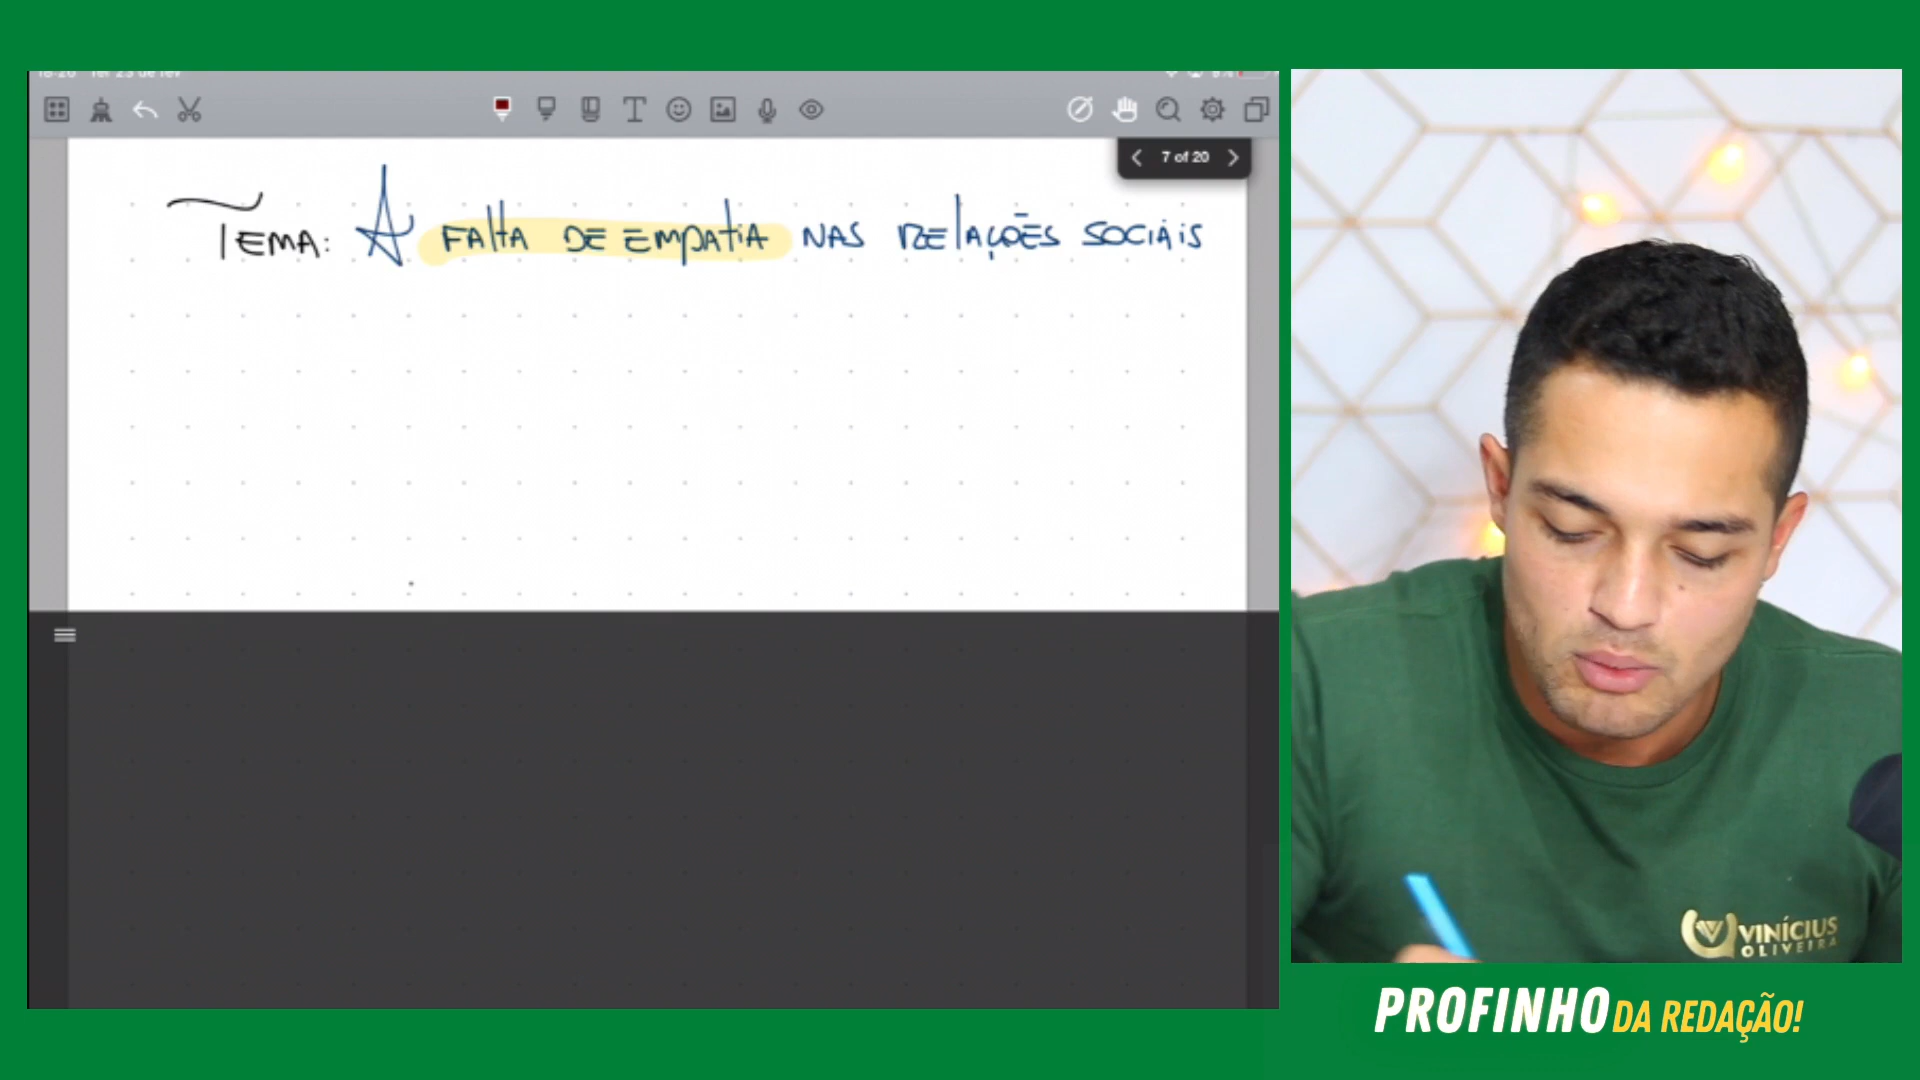 7 of 20
TEMA: A FALTA DE EMPATIA NAS RELAÇÕES SOCIAIS
VINÍCIUS
OLIVEIRA
PROFINHO DA REDAÇÃO!